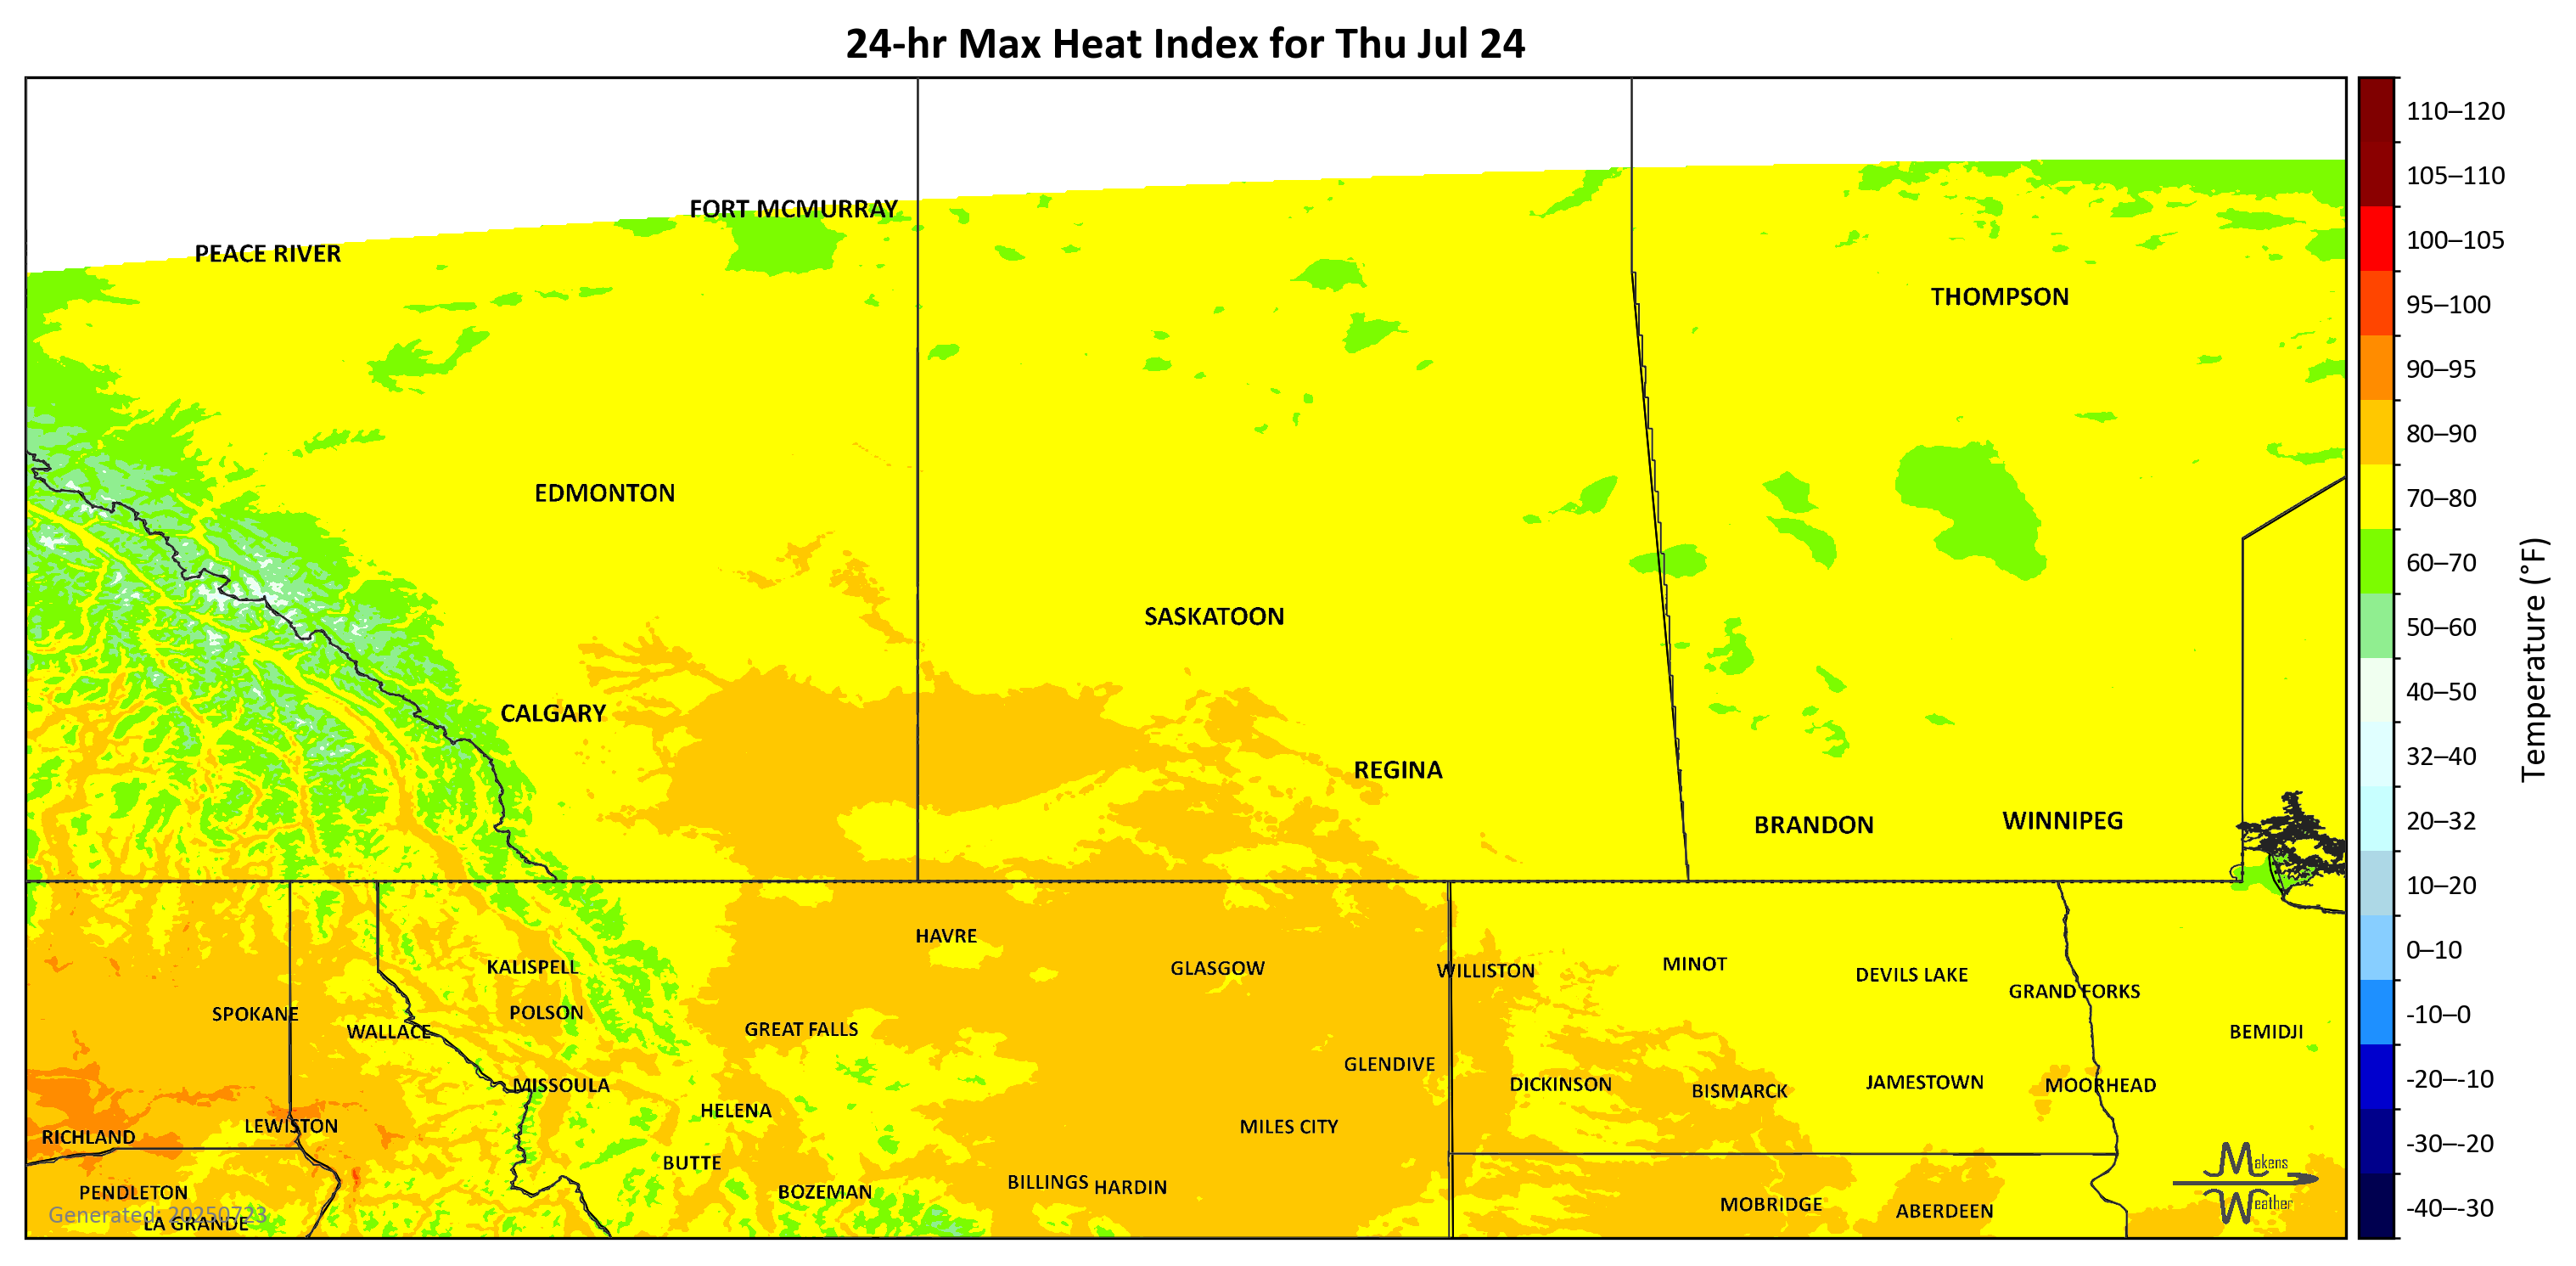 24-hr Max Heat Index for Thu Jul 24
FORT MCMURRAY
PEACE RIVER
THOMPSON
EDMONTON
SASKATOON
CALGARY
REGINA
BRANDON
WINNIPEG
HAVRE
KALISPELL
GLASGOW
WILLISTON
MINOT
DEVILS LAKE
GRAND FORKS
SPOKANE
POLSON
WALLACE
GREAT FALLS
BEMIDJI
GLENDIVE
MISSOULA
DICKINSON
BISMARCK
JAMESTOWN
MOORHEAD
HELENA
RICHLAND
LEWISTON
MILES CITY
BUTTE
PENDLETON
BOZEMAN
BILLINGS
HARDIN
MOBRIDGE
ABERDEEN
LA GRANDE
Generated: 20250723
Makens
Weather
110–120
105–110
100–105
95–100
90–95
80–90
70–80
60–70
50–60
40–50
32–40
20–32
10–20
0–10
-10–0
-20–-10
-30–-20
-40–-30
Temperature (°F)